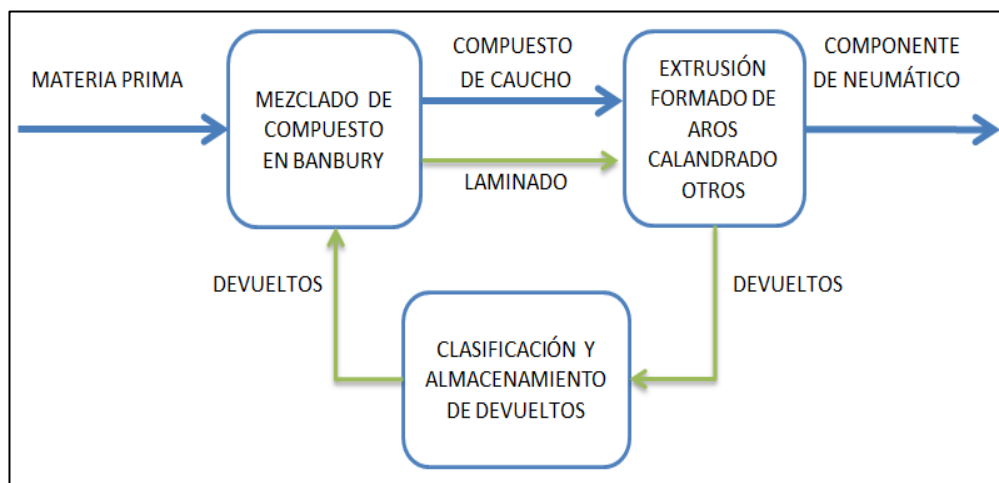 MATERIA PRIMA
MEZCLADO DE
COMPUESTO
EN BANBURY
COMPUESTO
DE CAUCHO
LAMINADO
EXTRUSIÓN
FORMADO DE
AROS
CALANDRADO
OTROS
COMPONENTE
DE NEUMÁTICO
DEVUELTOS
DEVUELTOS
CLASIFICACIÓN Y
ALMACENAMIENTO
DE DEVUELTOS